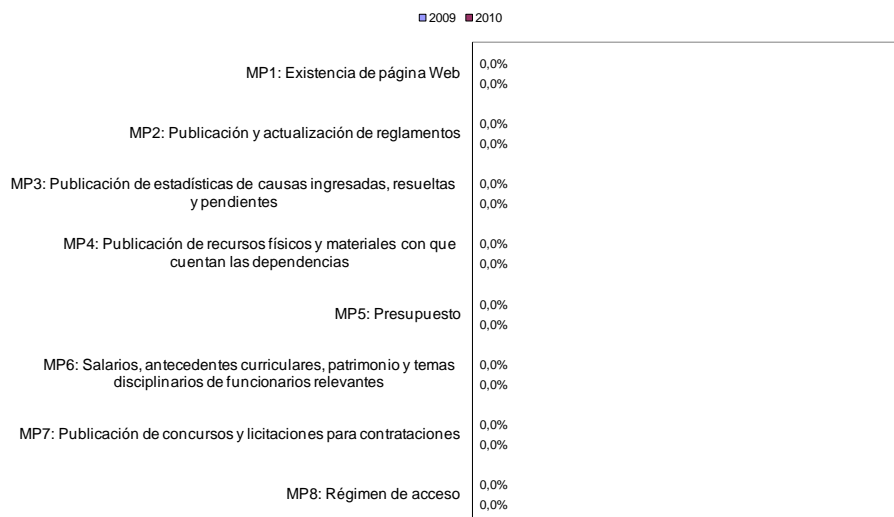 2009 2010
MP1: Existencia de página Web
0,0%
0,0%
MP2: Publicación y actualización de reglamentos
0,0%
0,0%
MP3: Publicación de estadísticas de causas ingresadas, resueltas
y pendientes
0,0%
0,0%
MP4: Publicación de recursos físicos y materiales con que
cuentan las dependencias
0,0%
0,0%
MP5: Presupuesto
0,0%
0,0%
MP6: Salarios, antecedentes curriculares, patrimonio y temas
disciplinarios de funcionarios relevantes
0,0%
0,0%
MP7: Publicación de concursos y licitaciones para contrataciones
0,0%
0,0%
MP8: Régimen de acceso
0,0%
0,0%